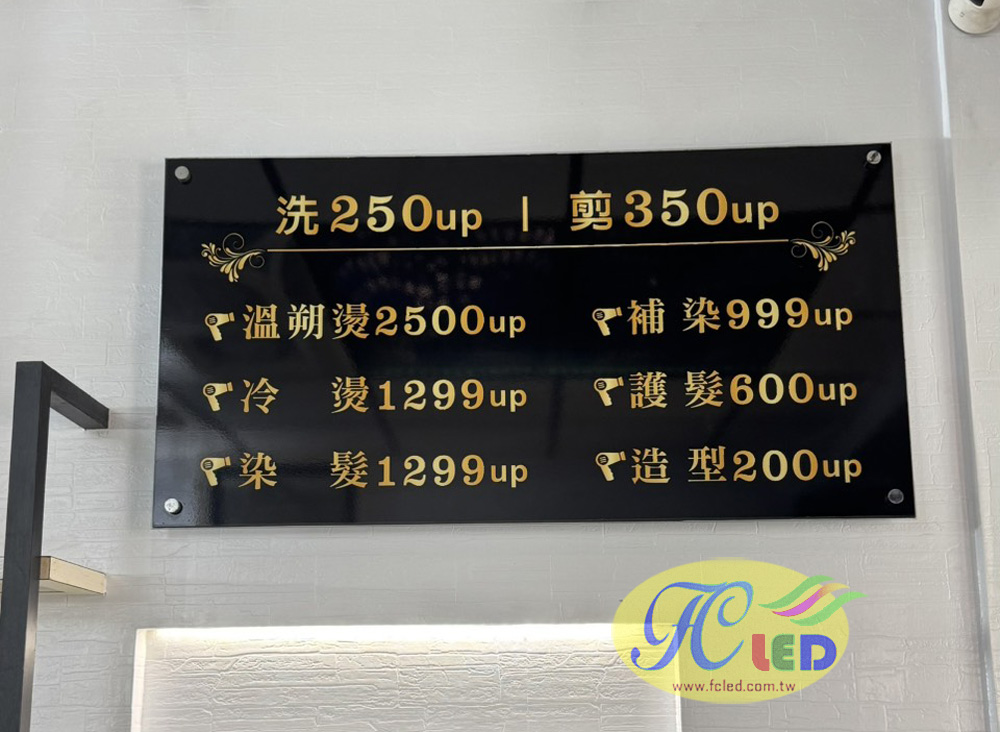 洗250up | 剪350up
溫朔燙2500up
補 染999up
冷 燙1299up
護 髮600up
染 髮1299up
造 型200up
FC LED
www.fcled.com.tw